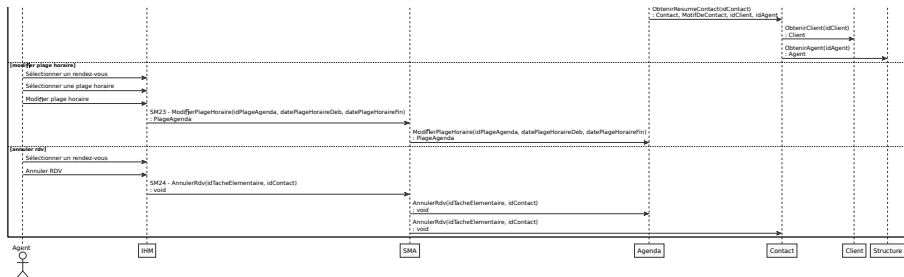 ObtenirResumeContact(idContact)
: Contact, MotifDeContact, idClient, idAgent
ObtenirClient(idClient)
: Client
ObtenirAgent(idAgent)
: Agent
[modifier plage horaire]
Sélectionner un rendez-vous
Sélectionner une plage horaire
Modifier plage horaire
SM23 - ModifierPlageHoraire(idPlageAgenda, datePlageHoraireDeb, datePlageHoraireFin)
: PlageAgenda
ModifierPlageHoraire(idPlageAgenda, datePlageHoraireDeb, datePlageHoraireFin)
: PlageAgenda
[annuler rdv]
Sélectionner un rendez-vous
Annuler RDV
SM24 - AnnulerRdv(idTacheElementaire, idContact)
: void
AnnulerRdv(idTacheElementaire, idContact)
: void
AnnulerRdv(idTacheElementaire, idContact)
: void
Agent IHM SMA Agenda Contact Client Structure